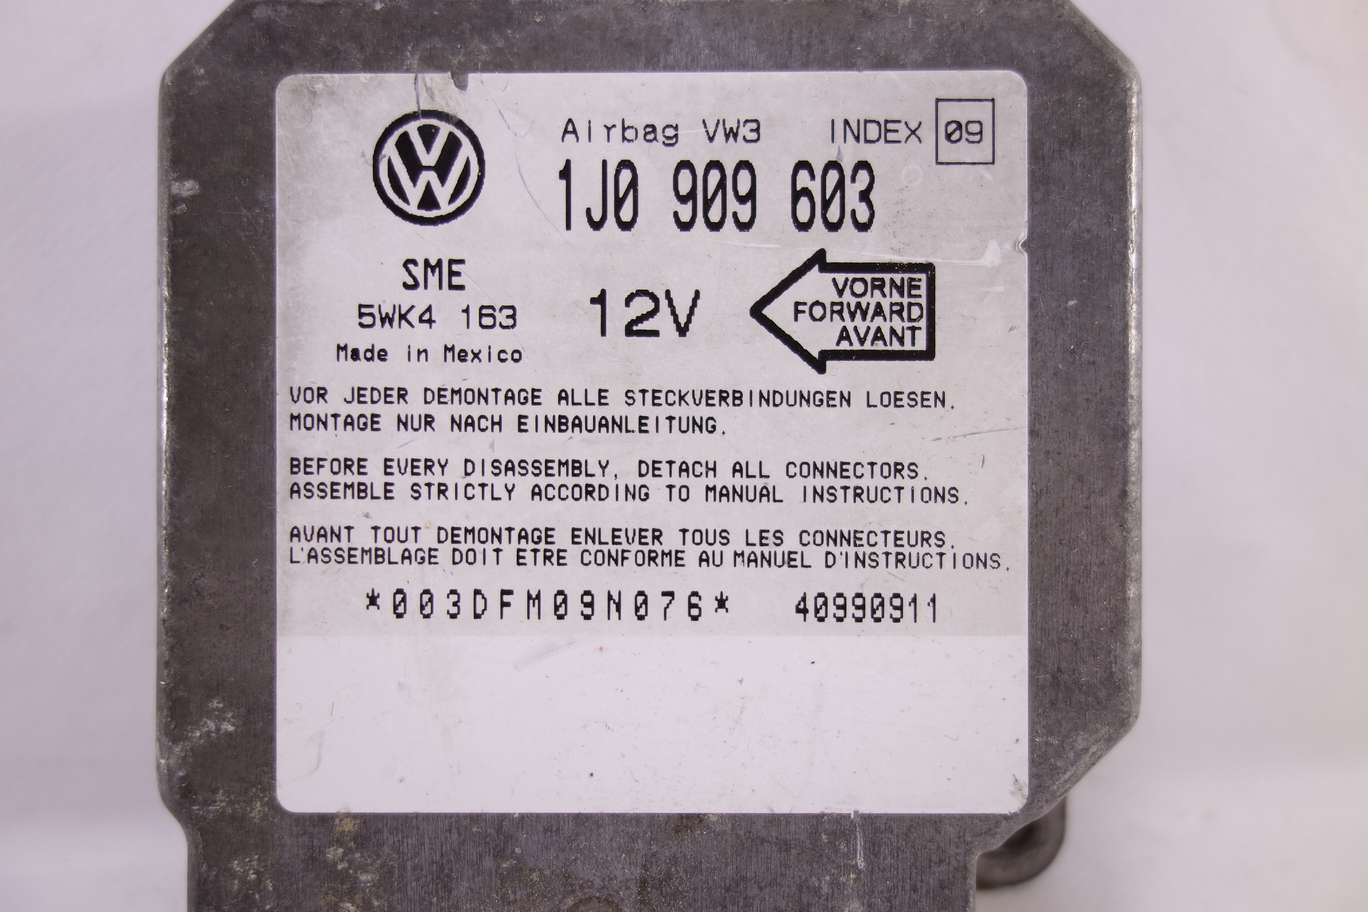 Airbag VW3 INDEX 09
1J0 909 603
SME
5WK4 163
Made in Mexico
12V
VORNE
FORWARD
AVANT
VOR JEDER DEMONTAGE ALLE STECKVERBINDUNGEN LOESEN.
MONTAGE NUR NACH EINBAUANLEITUNG.
BEFORE EVERY DISASSEMBLY, DETACH ALL CONNECTORS.
ASSEMBLE STRICTLY ACCORDING TO MANUAL INSTRUCTIONS.
AVANT TOUT DEMONTAGE ENLEVER TOUS LES CONNECTEURS.
L'ASSEMBLAGE DOIT ETRE CONFORME AU MANUEL D'INSTRUCTIONS.
*003DFM09N076* 40990911